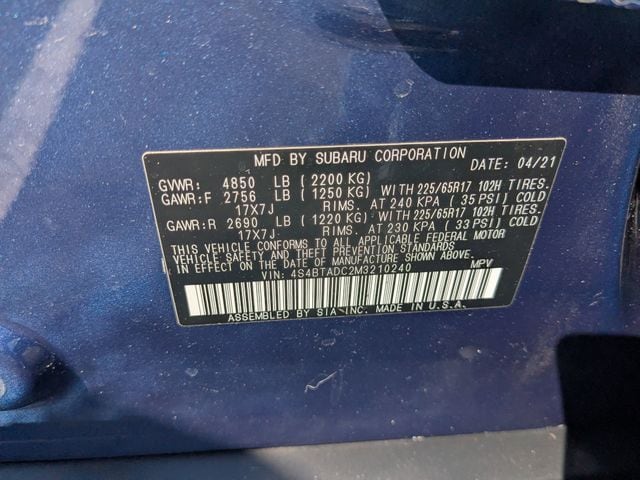 MFD BY SUBARU CORPORATION DATE: 04/21
GVWR: 4850 LB (2200 KG)
GAWR:F 2756 LB (1250 KG) WITH 225/65R17 102H TIRES.
17X7J RIMS. AT 240 KPA ( 35 PSI) COLD
GAWR:R 2690 LB (1220 KG) WITH 225/65R17 102H TIRES.
17X7J RIMS. AT 230 KPA ( 33 PSI) COLD
THIS VEHICLE CONFORMS TO ALL APPLICABLE FEDERAL MOTOR
VEHICLE SAFETY AND THEFT PREVENTION STANDARDS
IN EFFECT ON THE DATE OF MANUFACTURE SHOWN ABOVE.
VIN: 4S4BTADC2M3210240 MPV
ASSEMBLED BY SIA INC. MADE IN U.S.A.